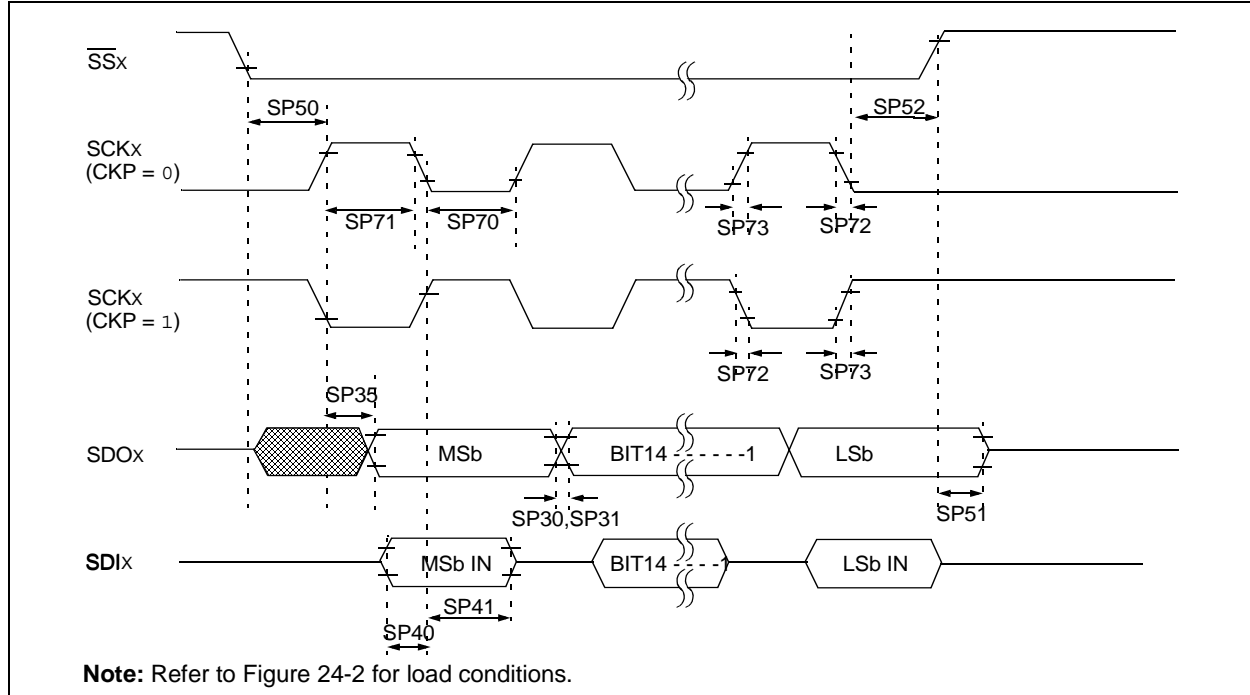 SSX
SP50
SP52
SCKX
(CKP = 0)
SP71
SP70
SP73
SP72
SCKX
(CKP = 1)
SP72
SP73
SP35
SDOX
MSb
BIT14 - - - - - -1
LSb
SP30,SP31
SP51
SDIX
MSb IN
BIT14 - - - - -1
LSb IN
SP41
SP40
Note: Refer to Figure 24-2 for load conditions.